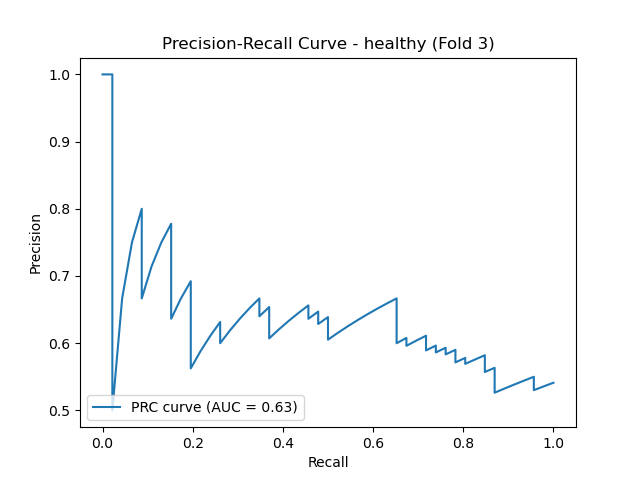 Precision-Recall Curve - healthy (Fold 3)
1.0
0.9
0.8
0.7
0.6
0.5
Precision
PRC curve (AUC = 0.63)
0.0 0.2 0.4 0.6 0.8 1.0
Recall